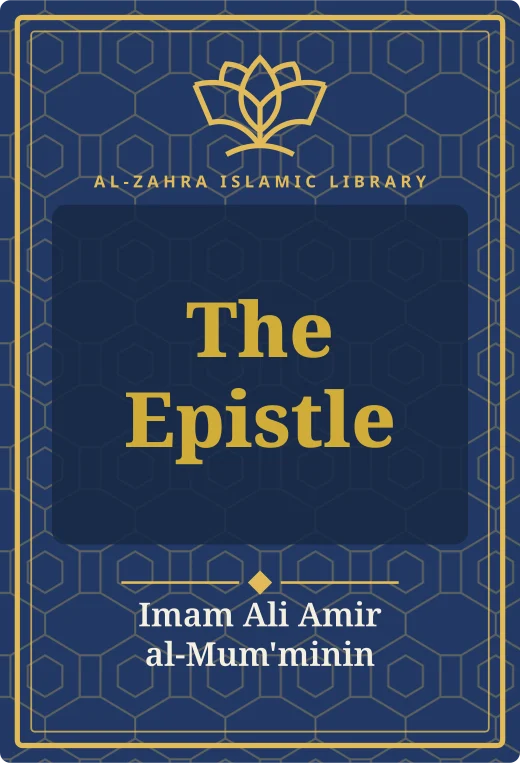 AL-ZAHRA ISLAMIC LIBRARY
The
Epistle
Imam Ali Amir
al-Mum'minin